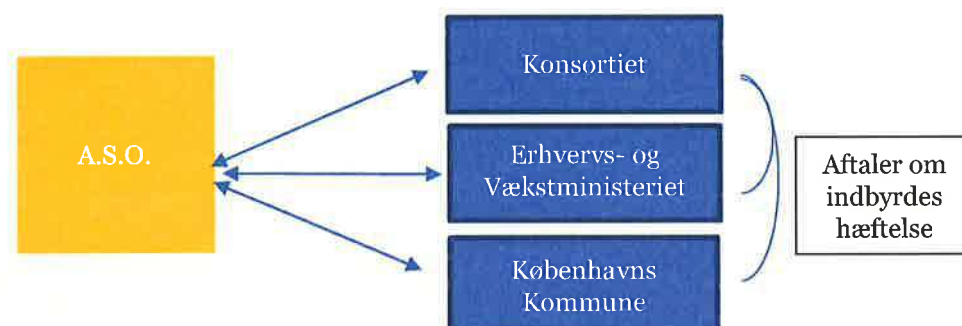 A.S.O.
Konsortiet
Erhvervs- og
Vækstministeriet
Københavns
Kommune
Aftaler om
indbyrdes
hæftelse